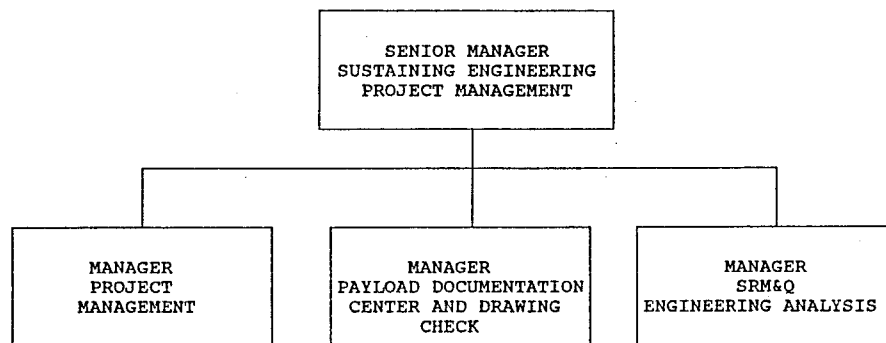 SENIOR MANAGER
SUSTAINING ENGINEERING
PROJECT MANAGEMENT
MANAGER
PROJECT
MANAGEMENT
MANAGER
PAYLOAD DOCUMENTATION
CENTER AND DRAWING
CHECK
MANAGER
SRM&Q
ENGINEERING ANALYSIS